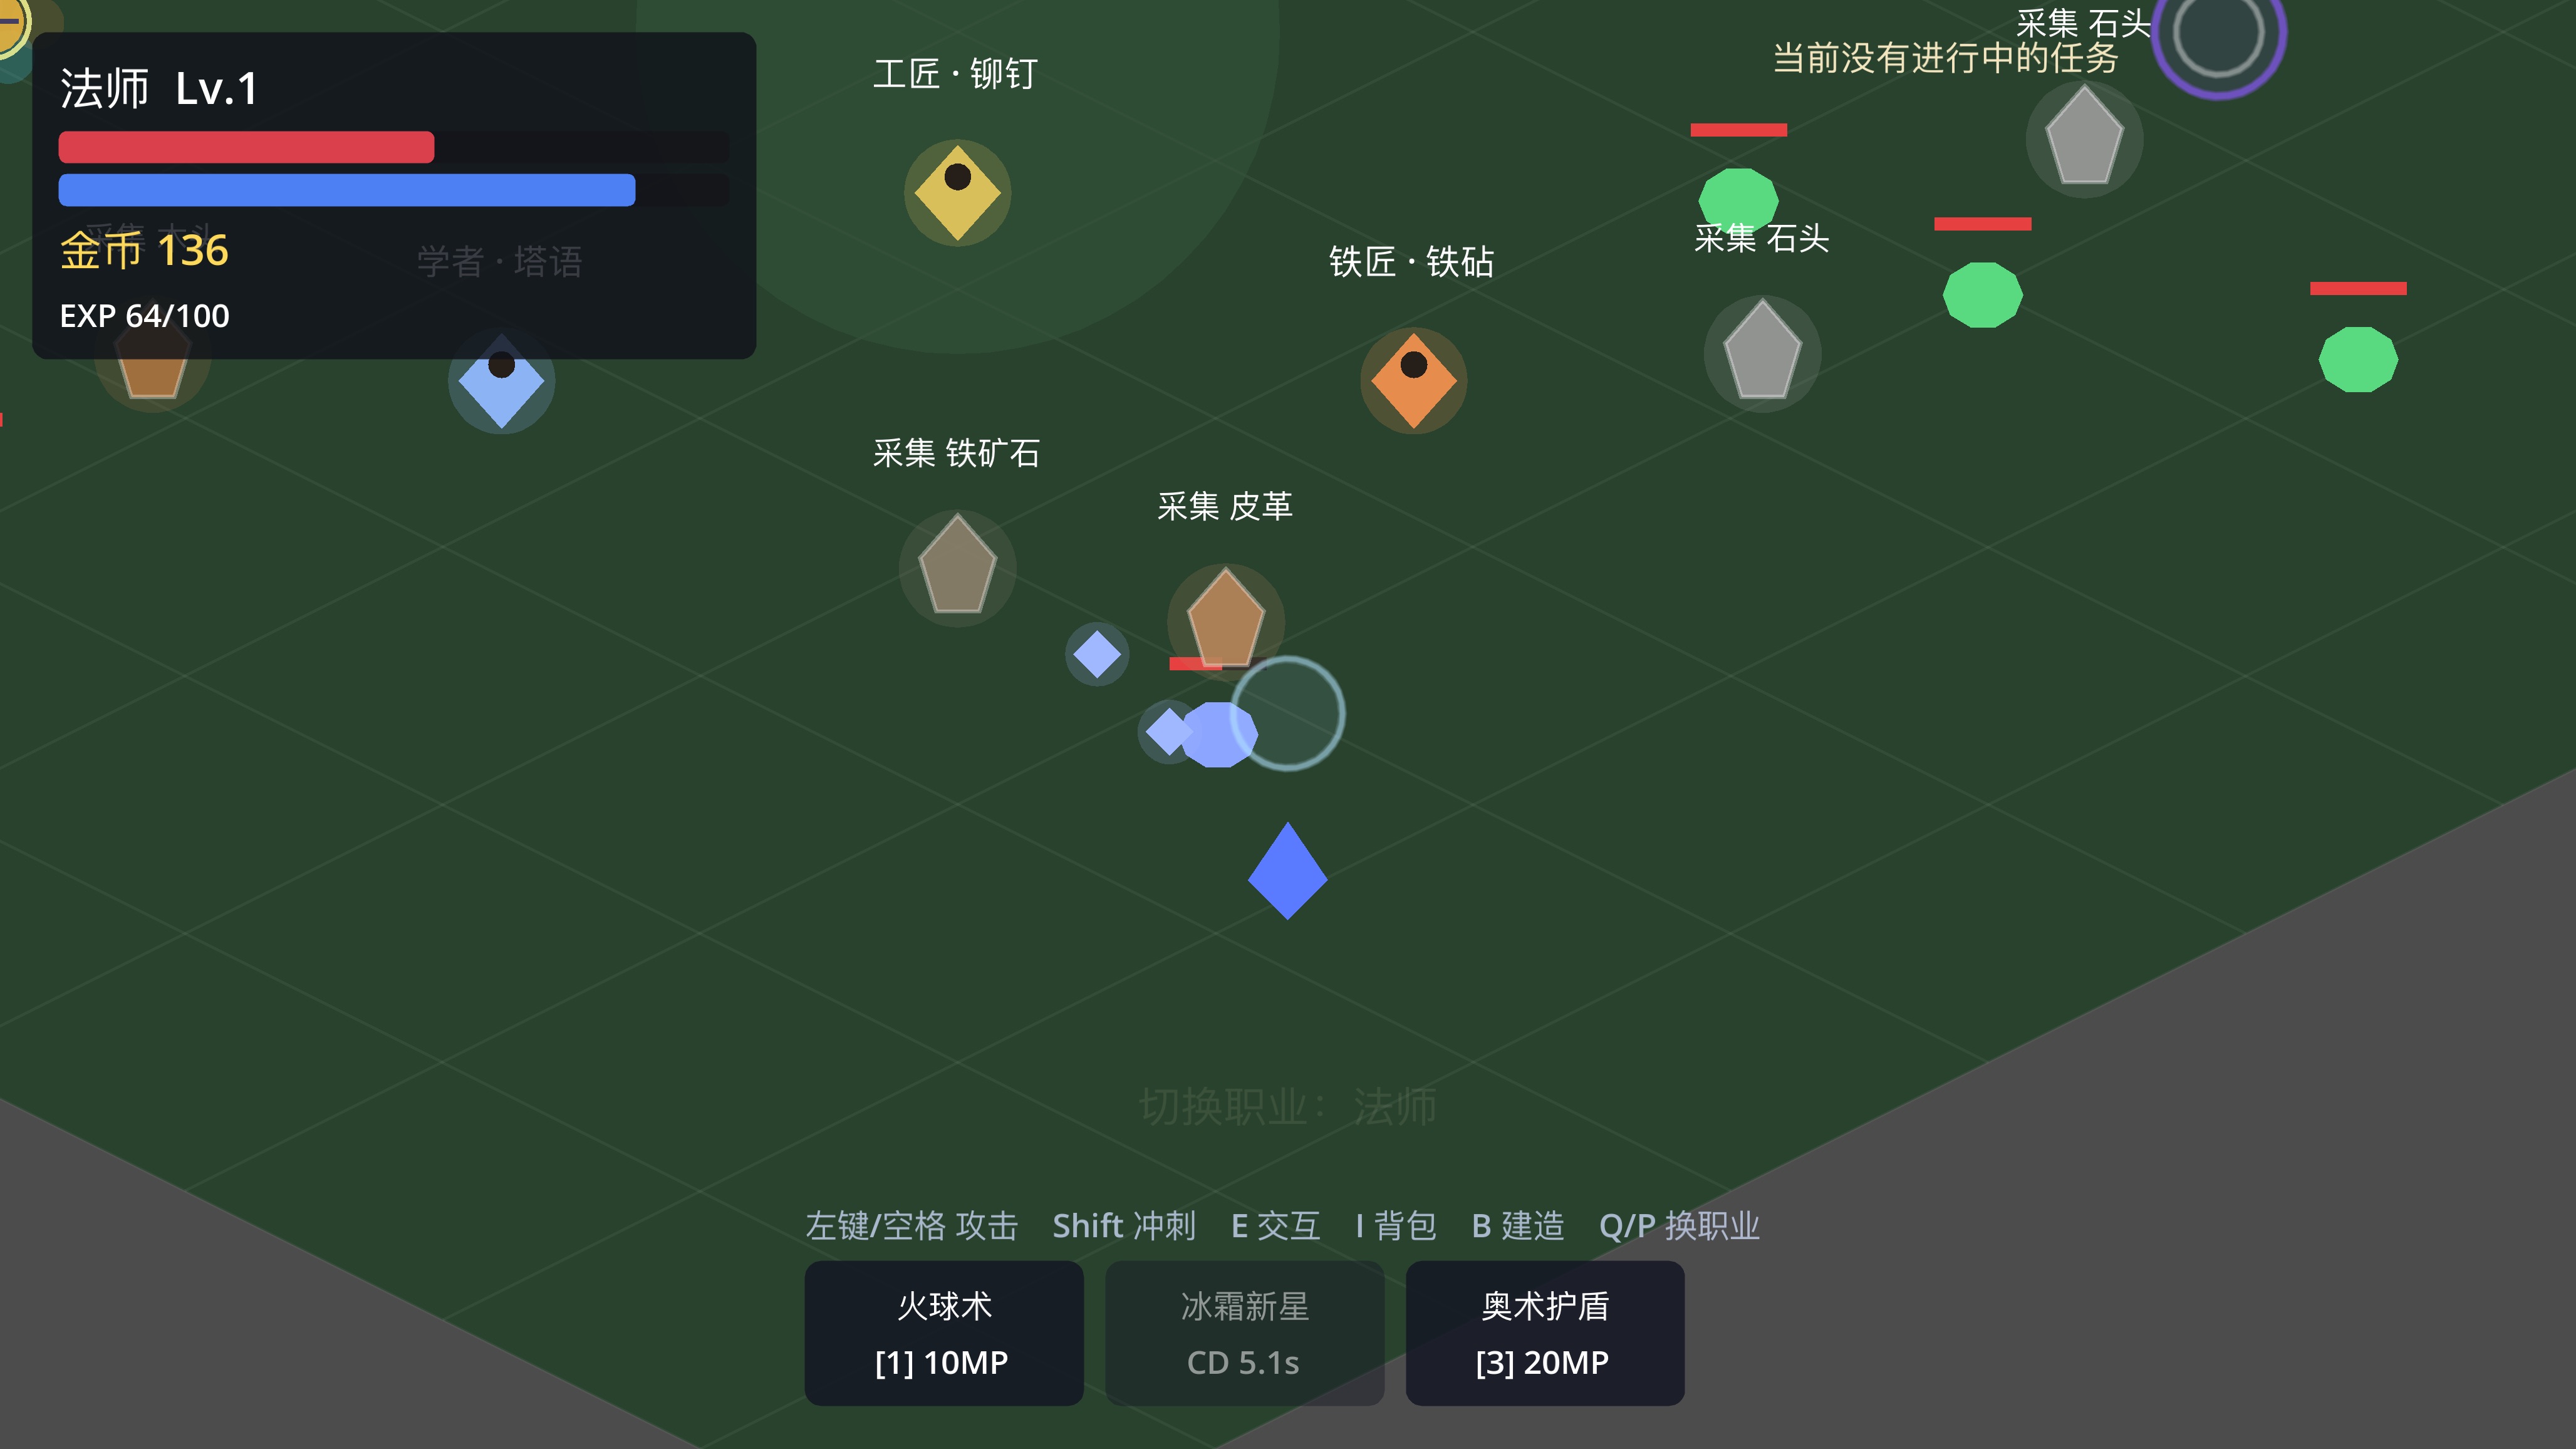 法师 Lv.1
金币 136
采集 木头
学者 · 塔语
EXP 64/100
工匠 · 铆钉
采集 石头
当前没有进行中的任务
采集 石头
铁匠 · 铁砧
采集 铁矿石
采集 皮革
切换职业：法师
左键/空格 攻击 Shift 冲刺 E 交互 I 背包 B 建造 Q/P 换职业
火球术
[1] 10MP
冰霜新星
CD 5.1s
奥术护盾
[3] 20MP